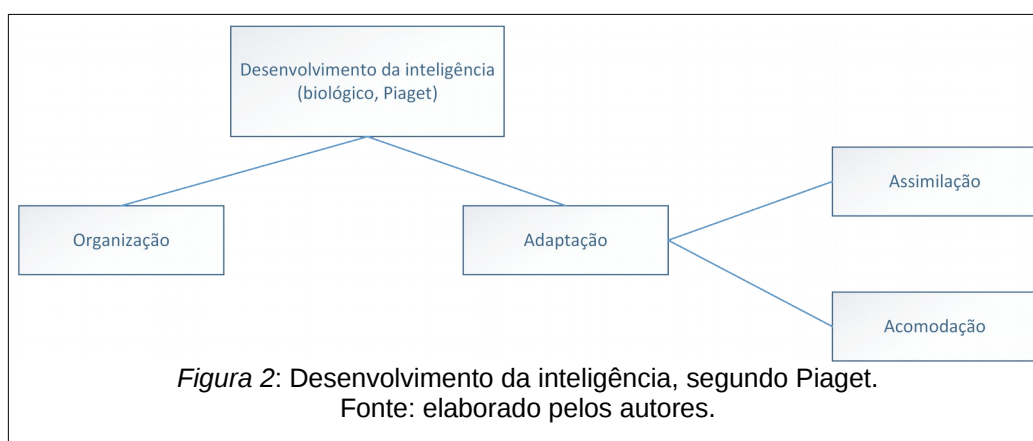 Desenvolvimento da inteligência
(biológico, Piaget)
Organização
Adaptação
Assimilação
Acomodação
Figura 2: Desenvolvimento da inteligência, segundo Piaget.
Fonte: elaborado pelos autores.